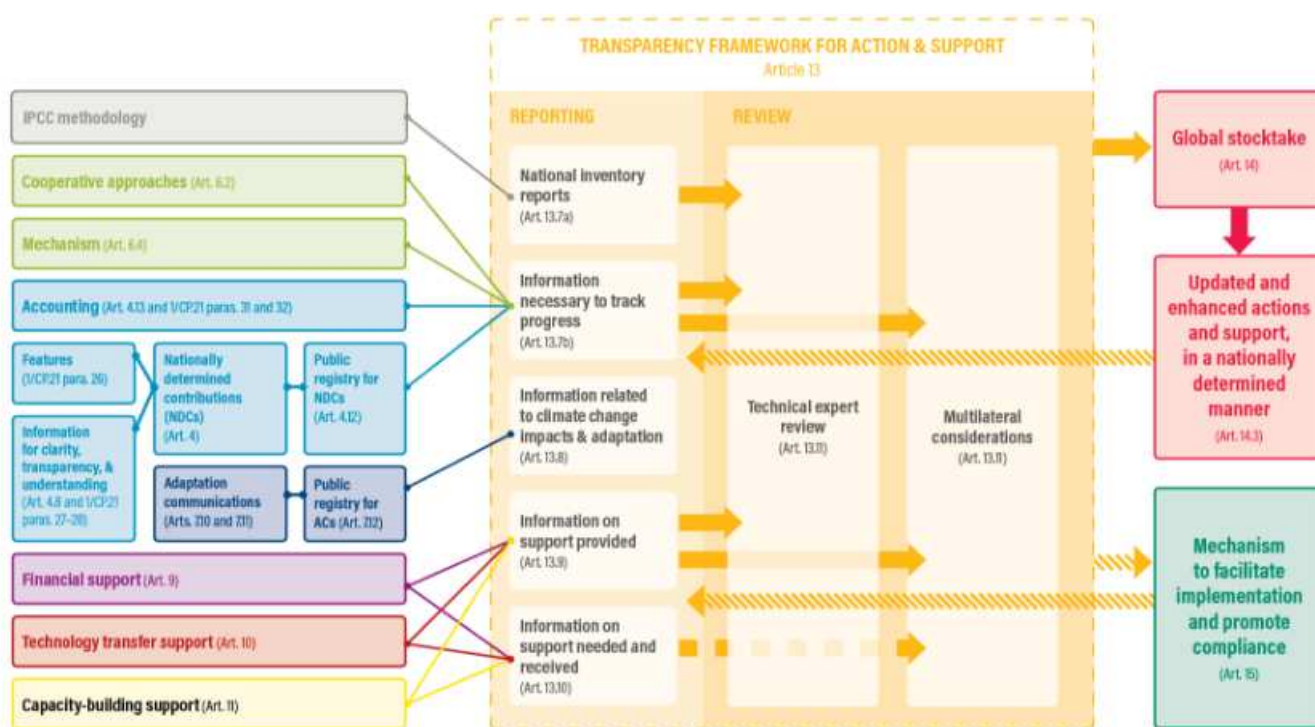 TRANSPARENCY FRAMEWORK FOR ACTION & SUPPORT
Article 13
IPCC methodology
Cooperative approaches (Art. 6.2)
Mechanism (Art. 6.4)
Accounting (Art. 4.13 and 1/CP.21 paras. 31 and 32)
Features
(1/CP.21 para. 26)
Information
for clarity,
transparency, &
understanding
(Art. 4.8 and 1/CP.21
paras. 27–28)
Nationally
determined
contributions
(NDCs)
(Art. 4)
Public
registry for
NDCs
(Art. 4.12)
Adaptation
communications
(Arts. 7.10 and 7.11)
Public
registry for
ACs (Art. 7.12)
Financial support (Art. 9)
Technology transfer support (Art. 10)
Capacity-building support (Art. 11)
REPORTING
National inventory
reports
(Art. 13.7a)
Information
necessary to track
progress
(Art. 13.7b)
Information related
to climate change
impacts & adaptation
(Art. 13.8)
Information on
support provided
(Art. 13.9)
Information on
support needed and
received
(Art. 13.10)
REVIEW
Technical expert
review
(Art. 13.11)
Multilateral
considerations
(Art. 13.11)
Global stocktake
(Art. 14)
Updated and
enhanced actions
and support,
in a nationally
determined
manner
(Art. 14.3)
Mechanism
to facilitate
implementation
and promote
compliance
(Art. 15)